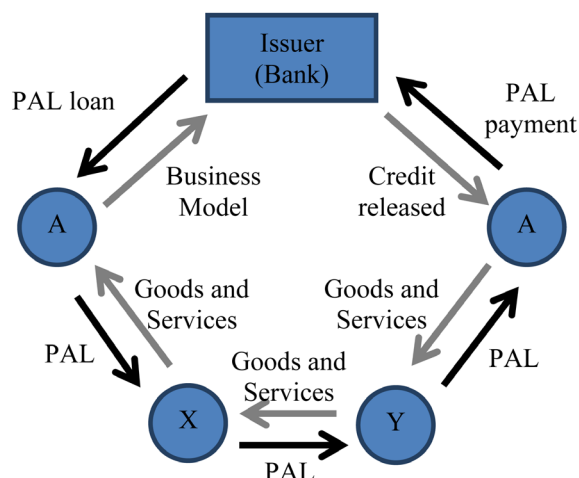 Issuer
(Bank)
PAL loan
PAL
payment
Business
Model
Credit
released
A
A
Goods and
Services
Goods and
Services
PAL
Goods and
Services
PAL
X
Y
PAL